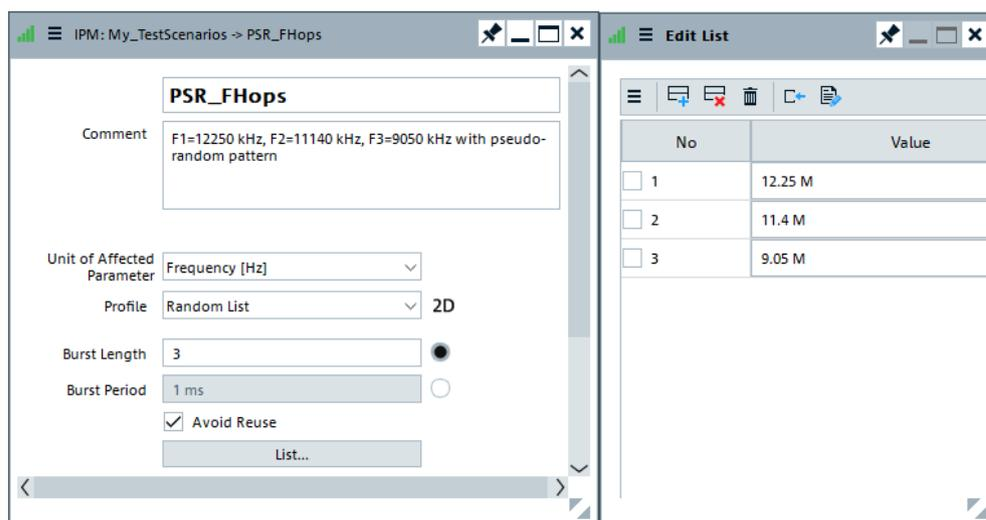 IPM: My_TestScenarios -> PSR_FHops
PSR_FHops
Comment
F1=12250 kHz, F2=11140 kHz, F3=9050 kHz with pseudo-
random pattern
Unit of Affected
Parameter
Frequency [Hz]
Profile
Random List
2D
Burst Length
3
Burst Period
1 ms
Avoid Reuse
List...
Edit List
No Value
1 12.25 M
2 11.4 M
3 9.05 M